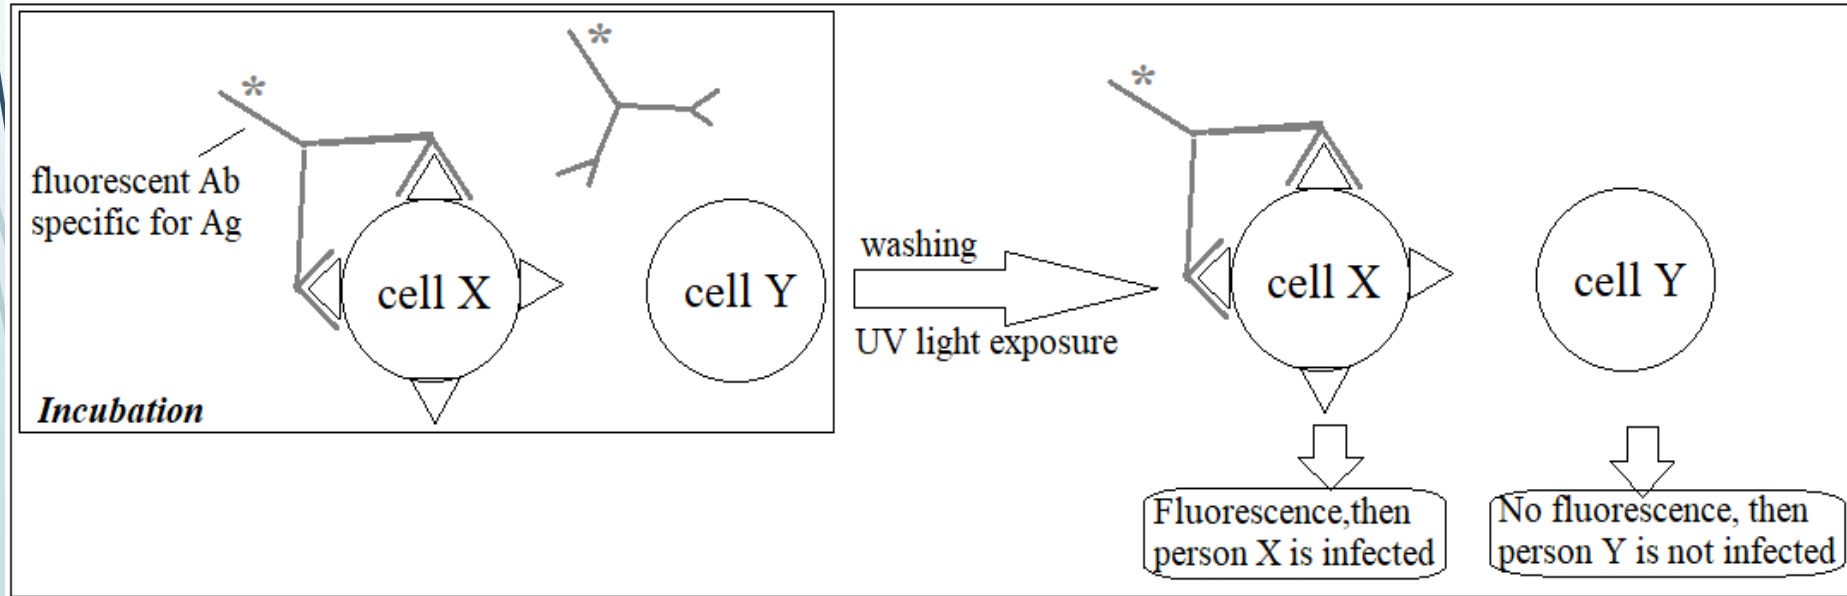 *
*
fluorescent Ab
specific for Ag
cell X
cell Y
Incubation
washing
UV light exposure
*
cell X
cell Y
Fluorescence,then
person X is infected
No fluorescence, then
person Y is not infected